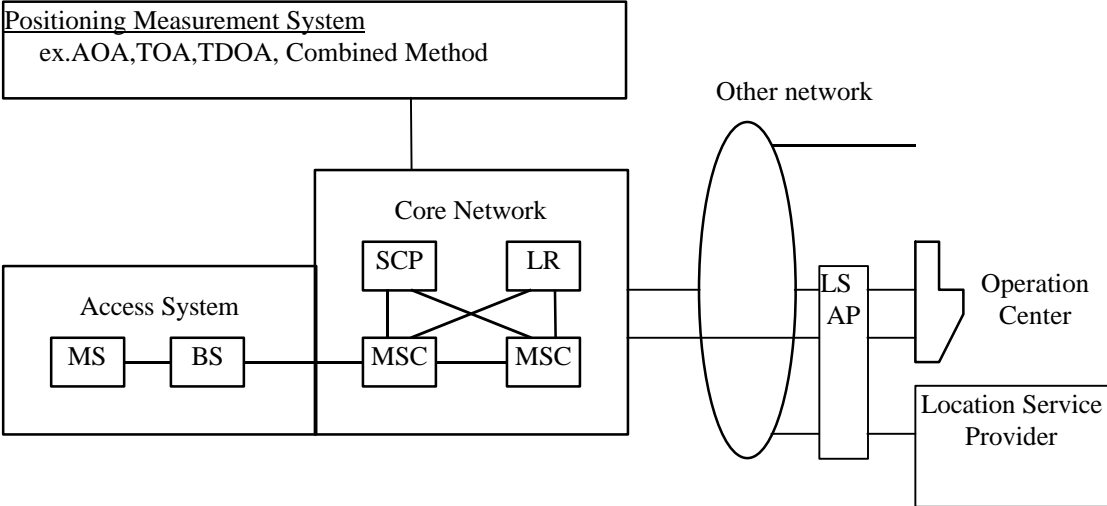 Positioning Measurement System
ex.AOA,TOA,TDOA, Combined Method
Other network
Core Network
SCP
LR
Access System
MS
BS
MSC
MSC
LS
AP
Operation
Center
Location Service
Provider